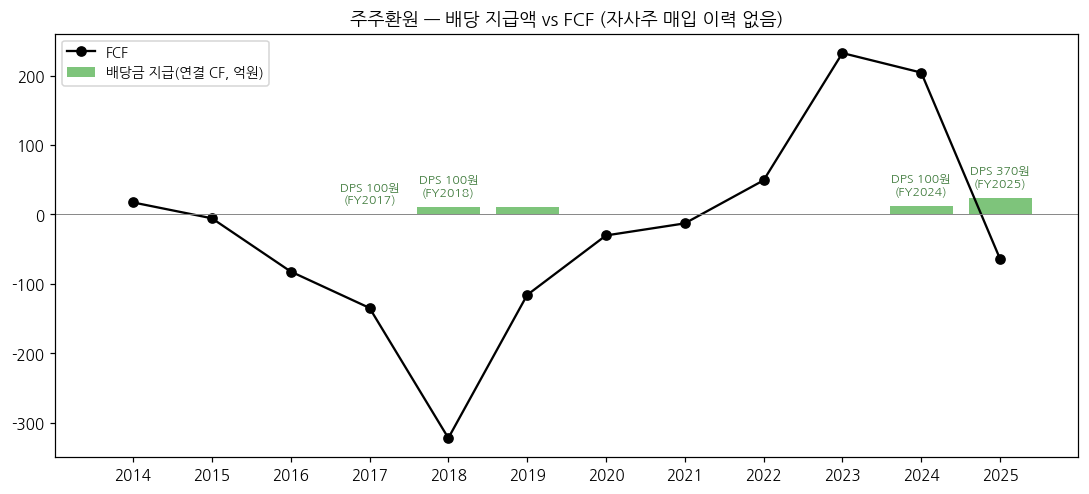 주주환원 — 배당 지급액 vs FCF (자사주 매입 이력 없음)
FCF
배당금 지급(연결 CF, 억원)
200
100
0
-100
-200
-300
DPS 100원
(FY2017)
DPS 100원
(FY2018)
DPS 100원
(FY2024)
DPS 370원
(FY2025)
2014
2015
2016
2017
2018
2019
2020
2021
2022
2023
2024
2025